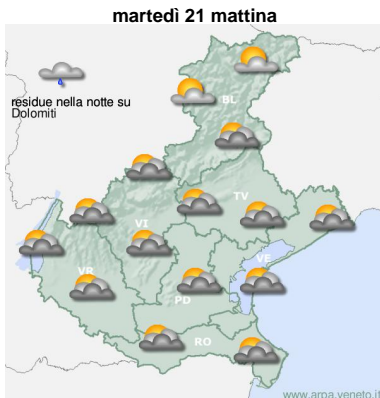 martedì 21 mattina
residue nella notte su
Dolomiti
BL
TV
VI
VE
VR
PD
RO
www.arpa.veneto.it